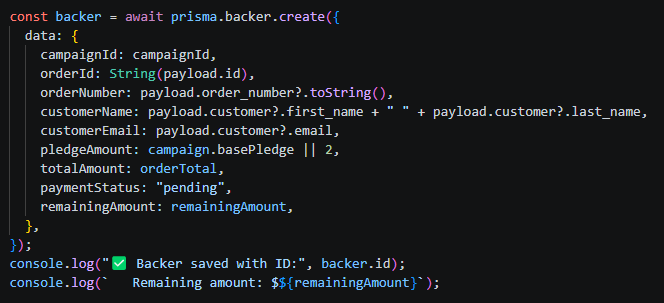 const backer = await prisma.backer.create({
  data: {
    campaignId: campaignId,
    orderId: String(payload.id),
    orderNumber: payload.order_number?.toString(),
    customerName: payload.customer?.first_name + " " + payload.customer?.last_name,
    customerEmail: payload.customer?.email,
    pledgeAmount: campaign.basePledge || 2,
    totalAmount: orderTotal,
    paymentStatus: "pending",
    remainingAmount: remainingAmount,
  },
});
console.log("✅ Backer saved with ID:", backer.id);
console.log(`   Remaining amount: $${remainingAmount}`);